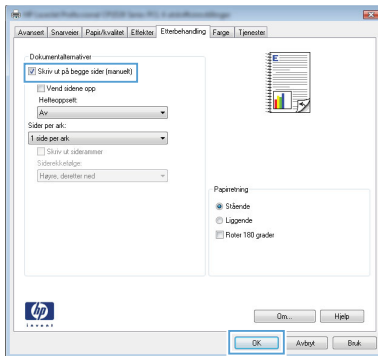 Avansert Snarveier Papir/kvalitet Effekter Etterbehandling Farge Tjenester
Dokumentalternativer
Skriv ut på begge sider (manuelt)
Vend sidene opp
Hefteoppsett:
Av
Sider per ark:
1 side per ark
Skriv ut siderammer
Siderekkefølge:
Høyre, deretter ned
Papirretning
Stående
Liggende
Roter 180 grader
hp
invent
Om... Hjelp
OK Avbryt Bruk